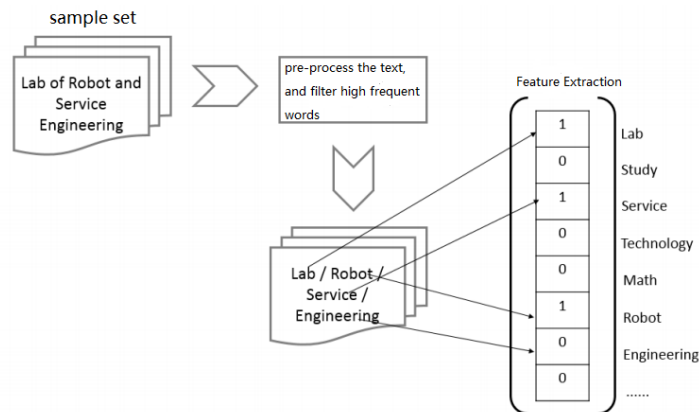 sample set
Lab of Robot and
Service
Engineering
pre-process the text,
and filter high frequent
words
Feature Extraction
Lab / Robot /
Service /
Engineering
1
Lab
0
Study
1
Service
0
Technology
0
Math
1
Robot
0
Engineering
0
......